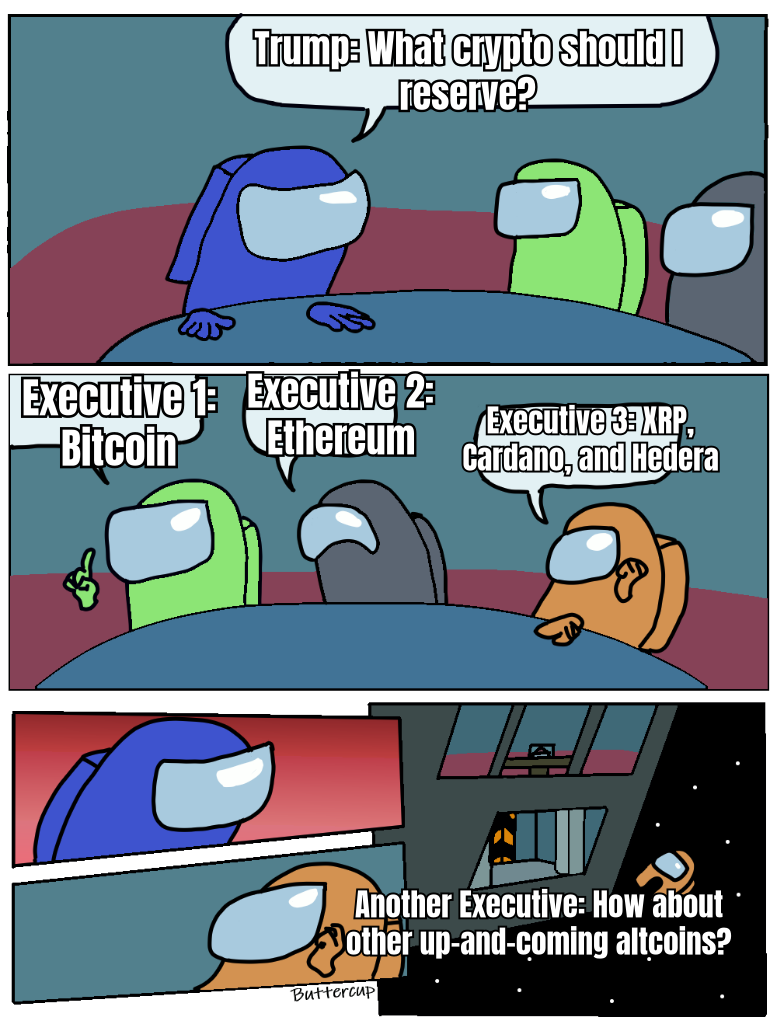 Trump: What crypto should I
reserve?
Executive 1:
Bitcoin
Executive 2:
Ethereum
Executive 3: XRP,
Cardano, and Hedera
Another Executive: How about
other up-and-coming altcoins?
Buttercup